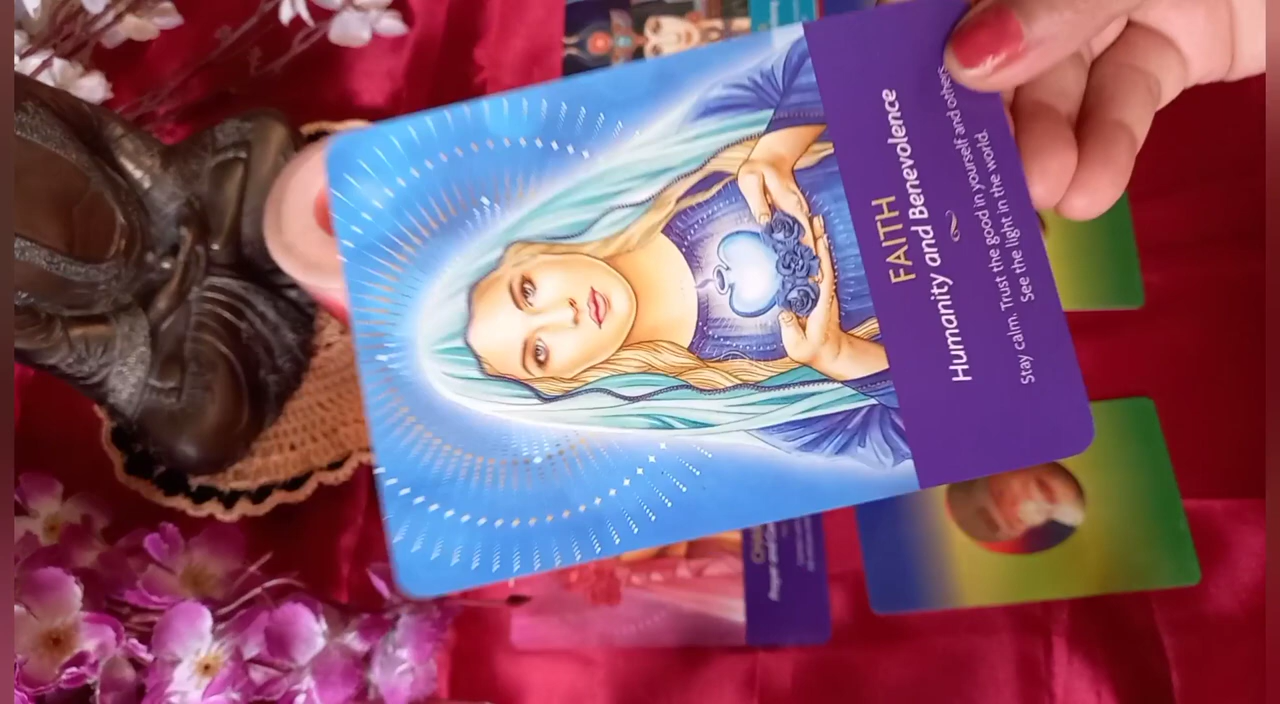 FAITH
Humanity and Benevolence
Stay calm. Trust the good in yourself and others.
See the light in the world.